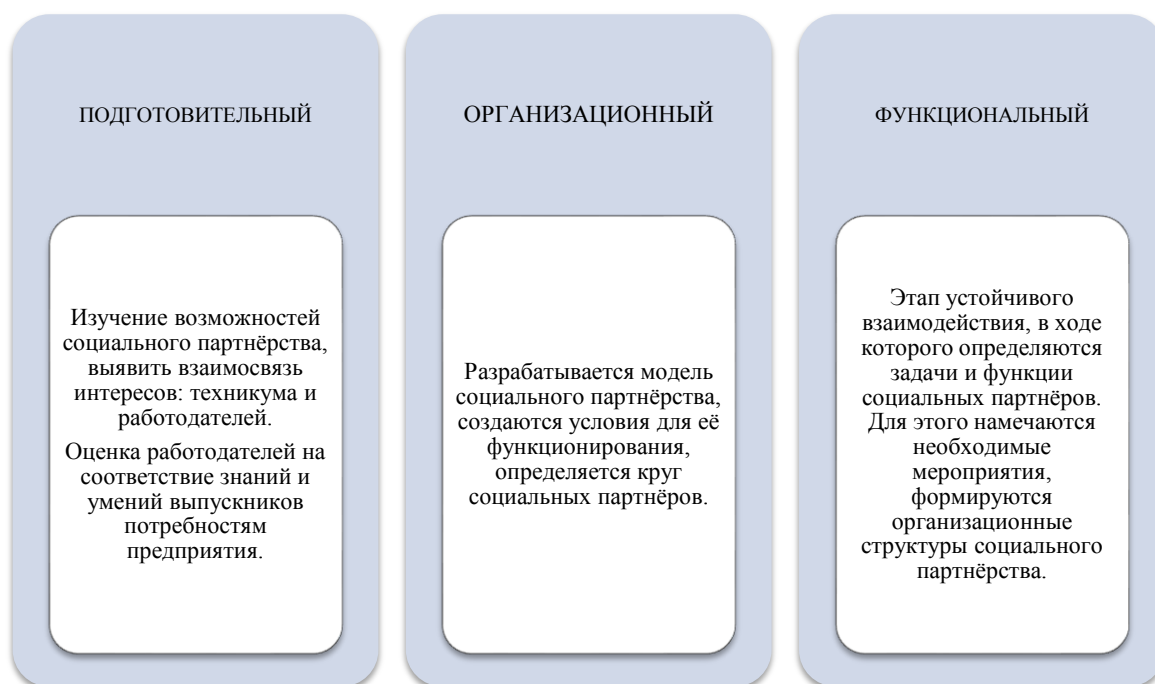 ПОДГОТОВИТЕЛЬНЫЙ
Изучение возможностей
социального партнёрства,
выявить взаимосвязь
интересов: техникума и
работодателей.
Оценка работодателей на
соответствие знаний и
умений выпускников
потребностям
предприятия.
ОРГАНИЗАЦИОННЫЙ
Разрабатывается модель
социального партнёрства,
создаются условия для её
функционирования,
определяется круг
социальных партнёров.
ФУНКЦИОНАЛЬНЫЙ
Этап устойчивого
взаимодействия, в ходе
которого определяются
задачи и функции
социальных партнёров.
Для этого намечаются
необходимые
мероприятия,
формируются
организационные
структуры социального
партнёрства.